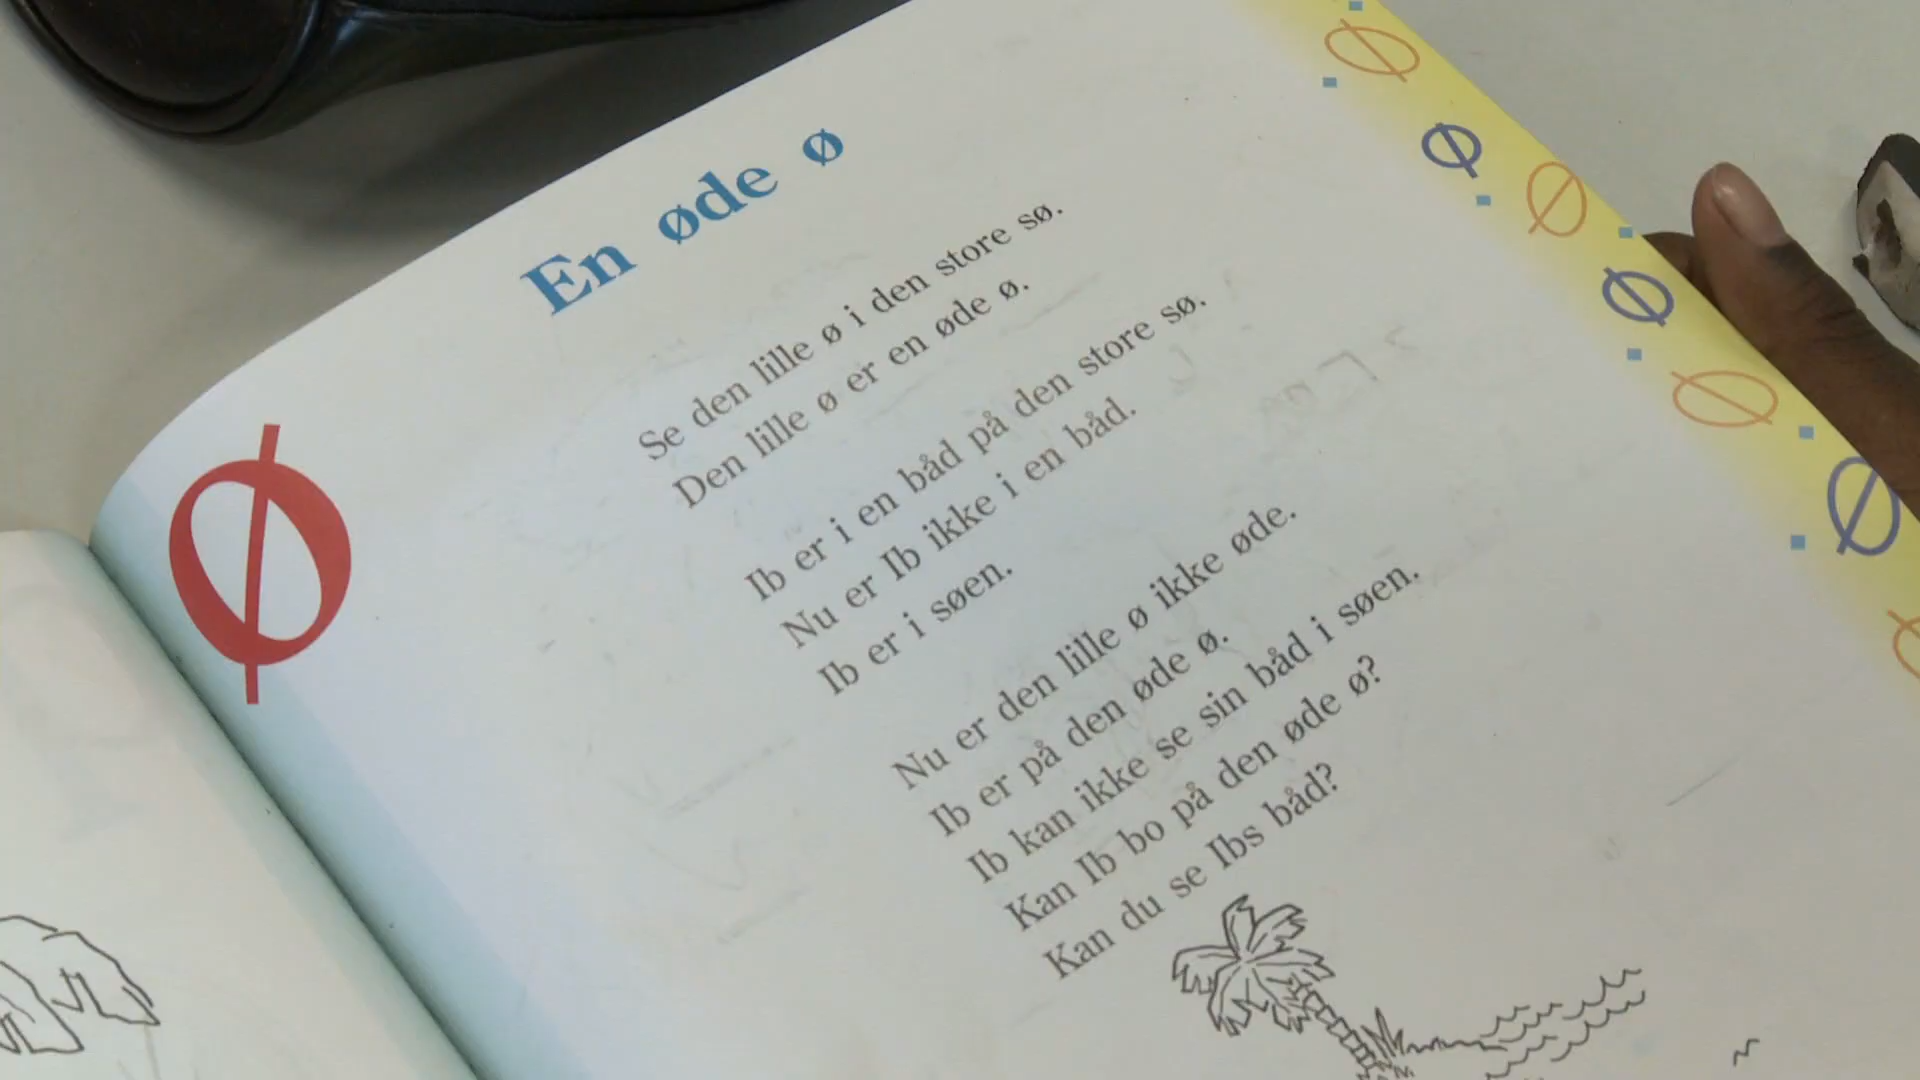 En øde ø
Se den lille ø i den store sø.
Den lille ø er en øde ø.
Ib er i en båd på den store sø.
Nu er Ib ikke i en båd.
Ib er i søen.
Nu er den lille ø ikke øde.
Ib er på den øde ø.
Ib kan ikke se sin båd i søen.
Kan Ib bo på den øde ø?
Kan du se Ibs båd?
Ø
Ø
Ø
Ø
Ø
Ø
Ø